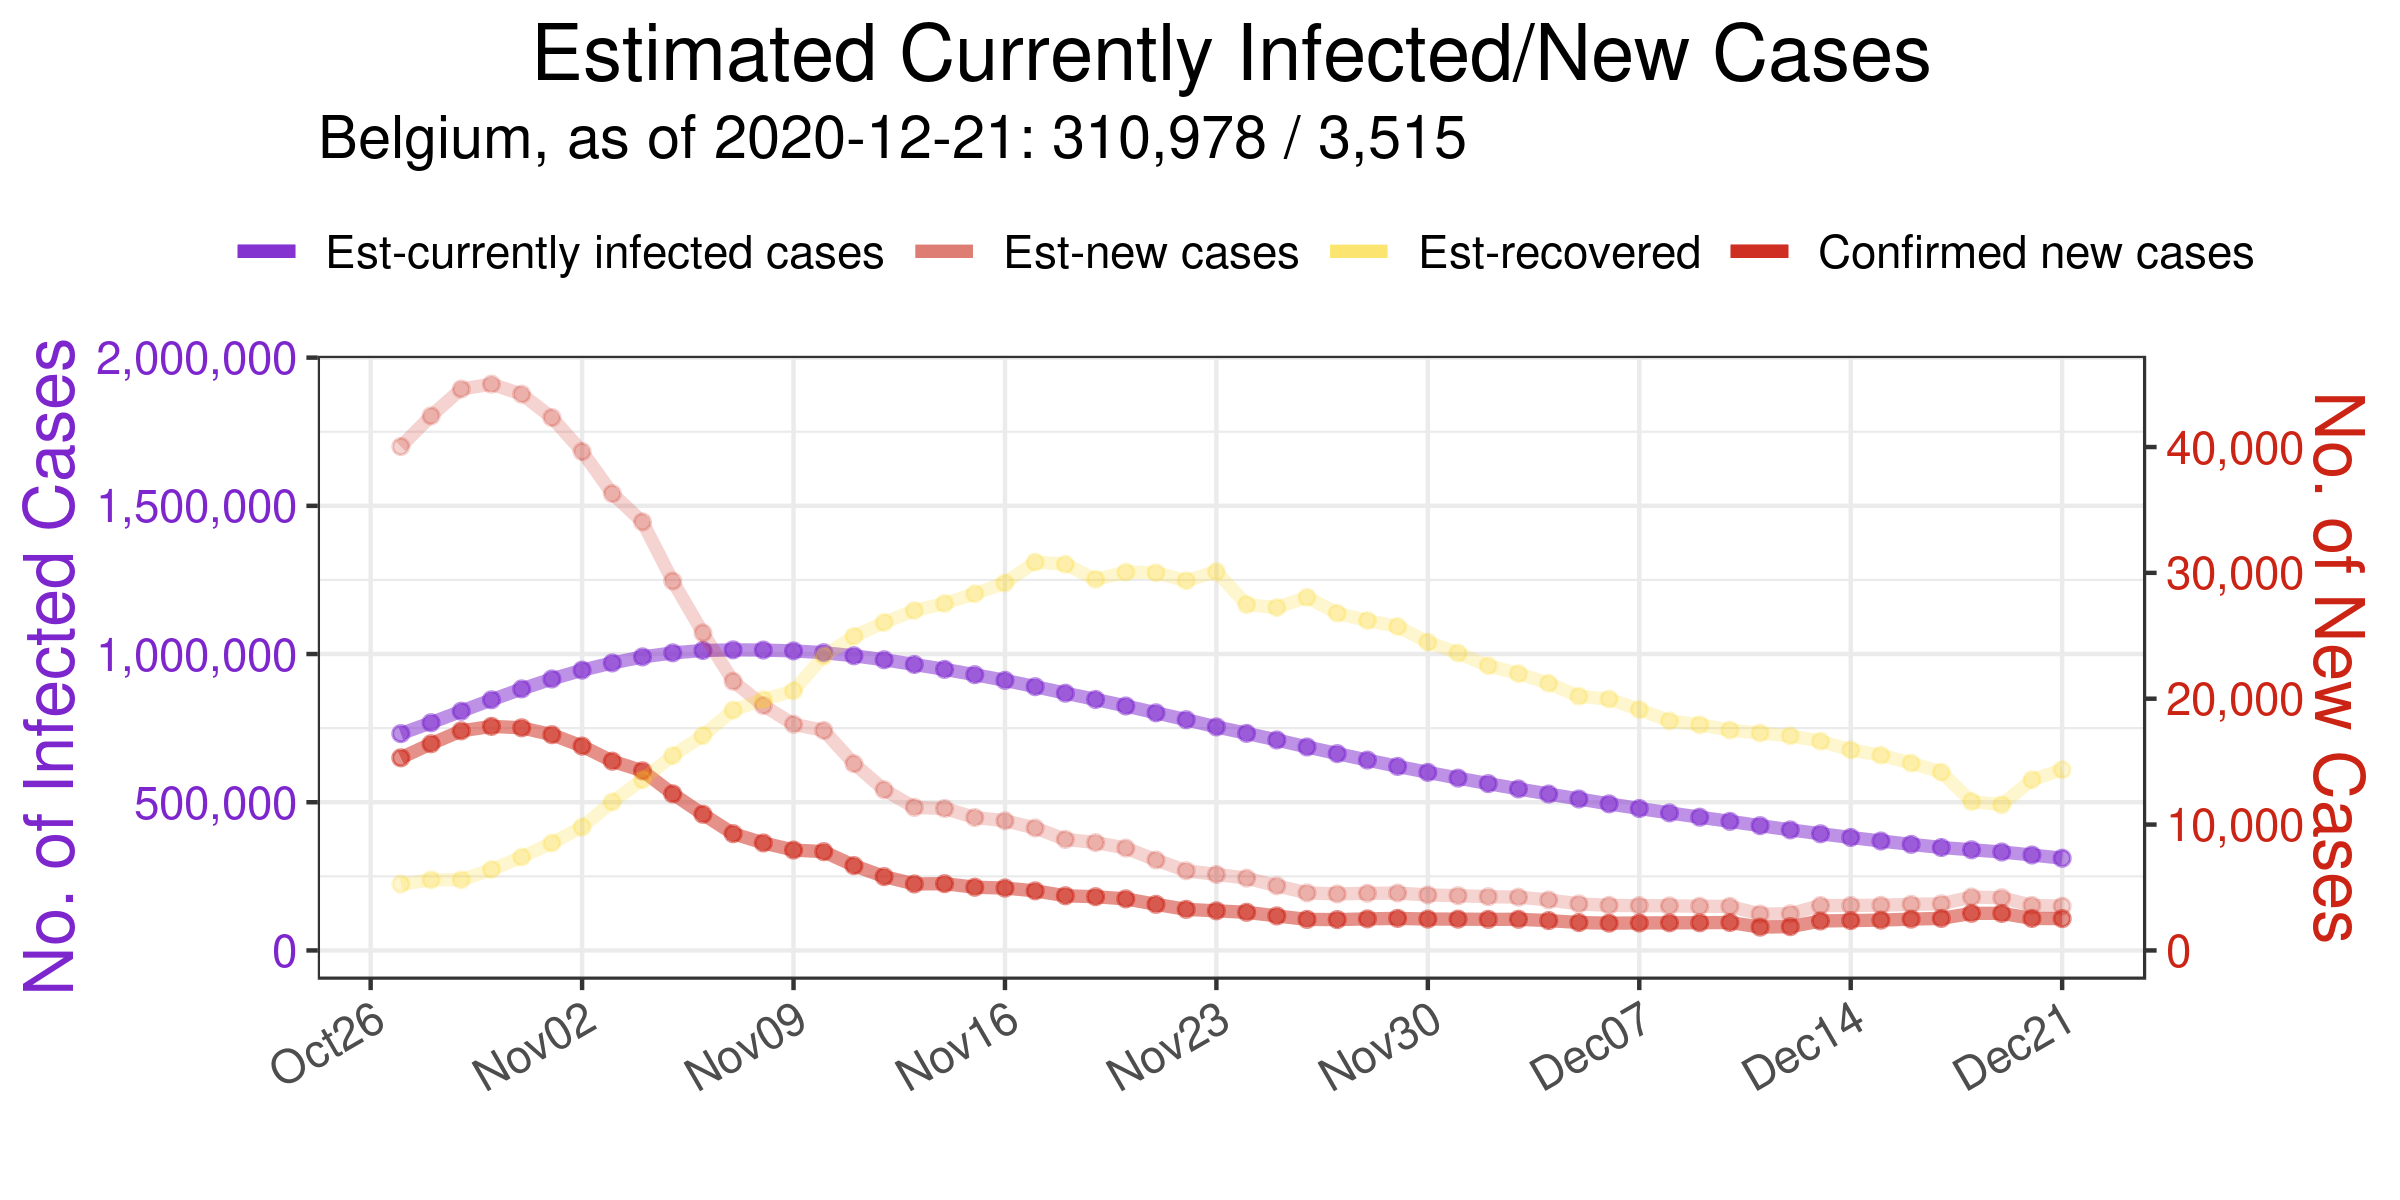 Estimated Currently Infected/New Cases
Belgium, as of 2020-12-21: 310,978 / 3,515
Est-currently infected cases Est-new cases Est-recovered Confirmed new cases
No. of Infected Cases
2,000,000
1,500,000
1,000,000
500,000
0
40,000
30,000
20,000
10,000
0
No. of New Cases
Oct26 Nov02 Nov09 Nov16 Nov23 Nov30 Dec07 Dec14 Dec21